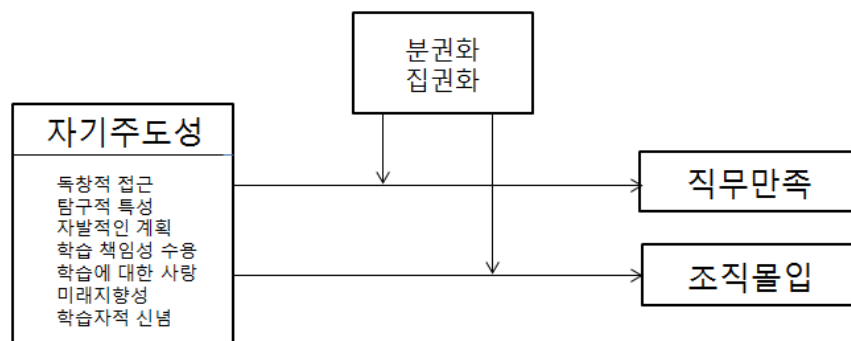 분권화
집권화
자기주도성
독창적 접근
탐구적 특성
자발적인 계획
학습 책임성 수용
학습에 대한 사랑
미래지향성
학습자적 신념
직무만족
조직몰입